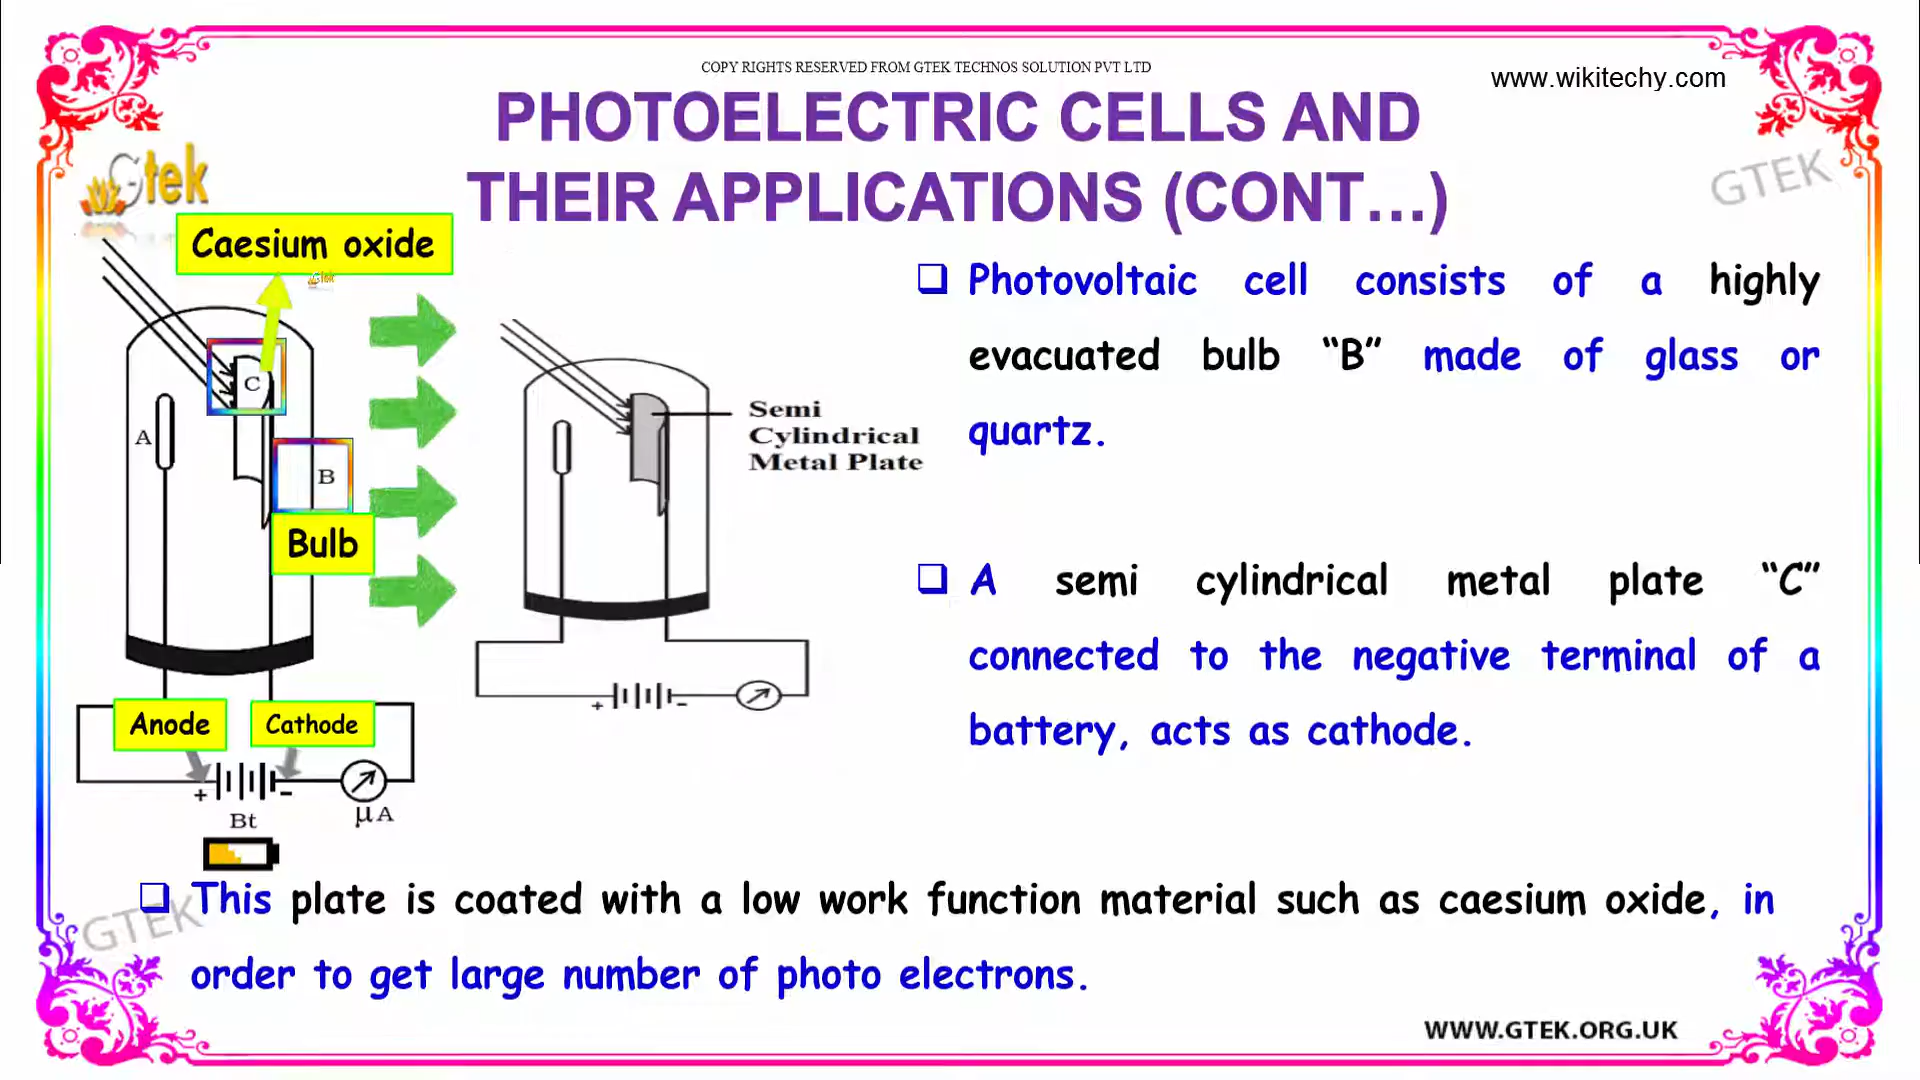 COPY RIGHTS RESERVED FROM GTEK TECHNOS SOLUTION PVT LTD
www.wikitechy.com
PHOTOELECTRIC CELLS AND
THEIR APPLICATIONS (CONT…)
Gtek
GTEK
Caesium oxide
Gtek
C
A
B
Bulb
Anode
Cathode
+
-
Bt
µA
Semi
Cylindrical
Metal Plate
+
-
❑ Photovoltaic cell consists of a highly
evacuated bulb “B” made of glass or
quartz.
❑ A semi cylindrical metal plate “C”
connected to the negative terminal of a
battery, acts as cathode.
❑ This plate is coated with a low work function material such as caesium oxide, in
order to get large number of photo electrons.
GTEK
WWW.GTEK.ORG.UK